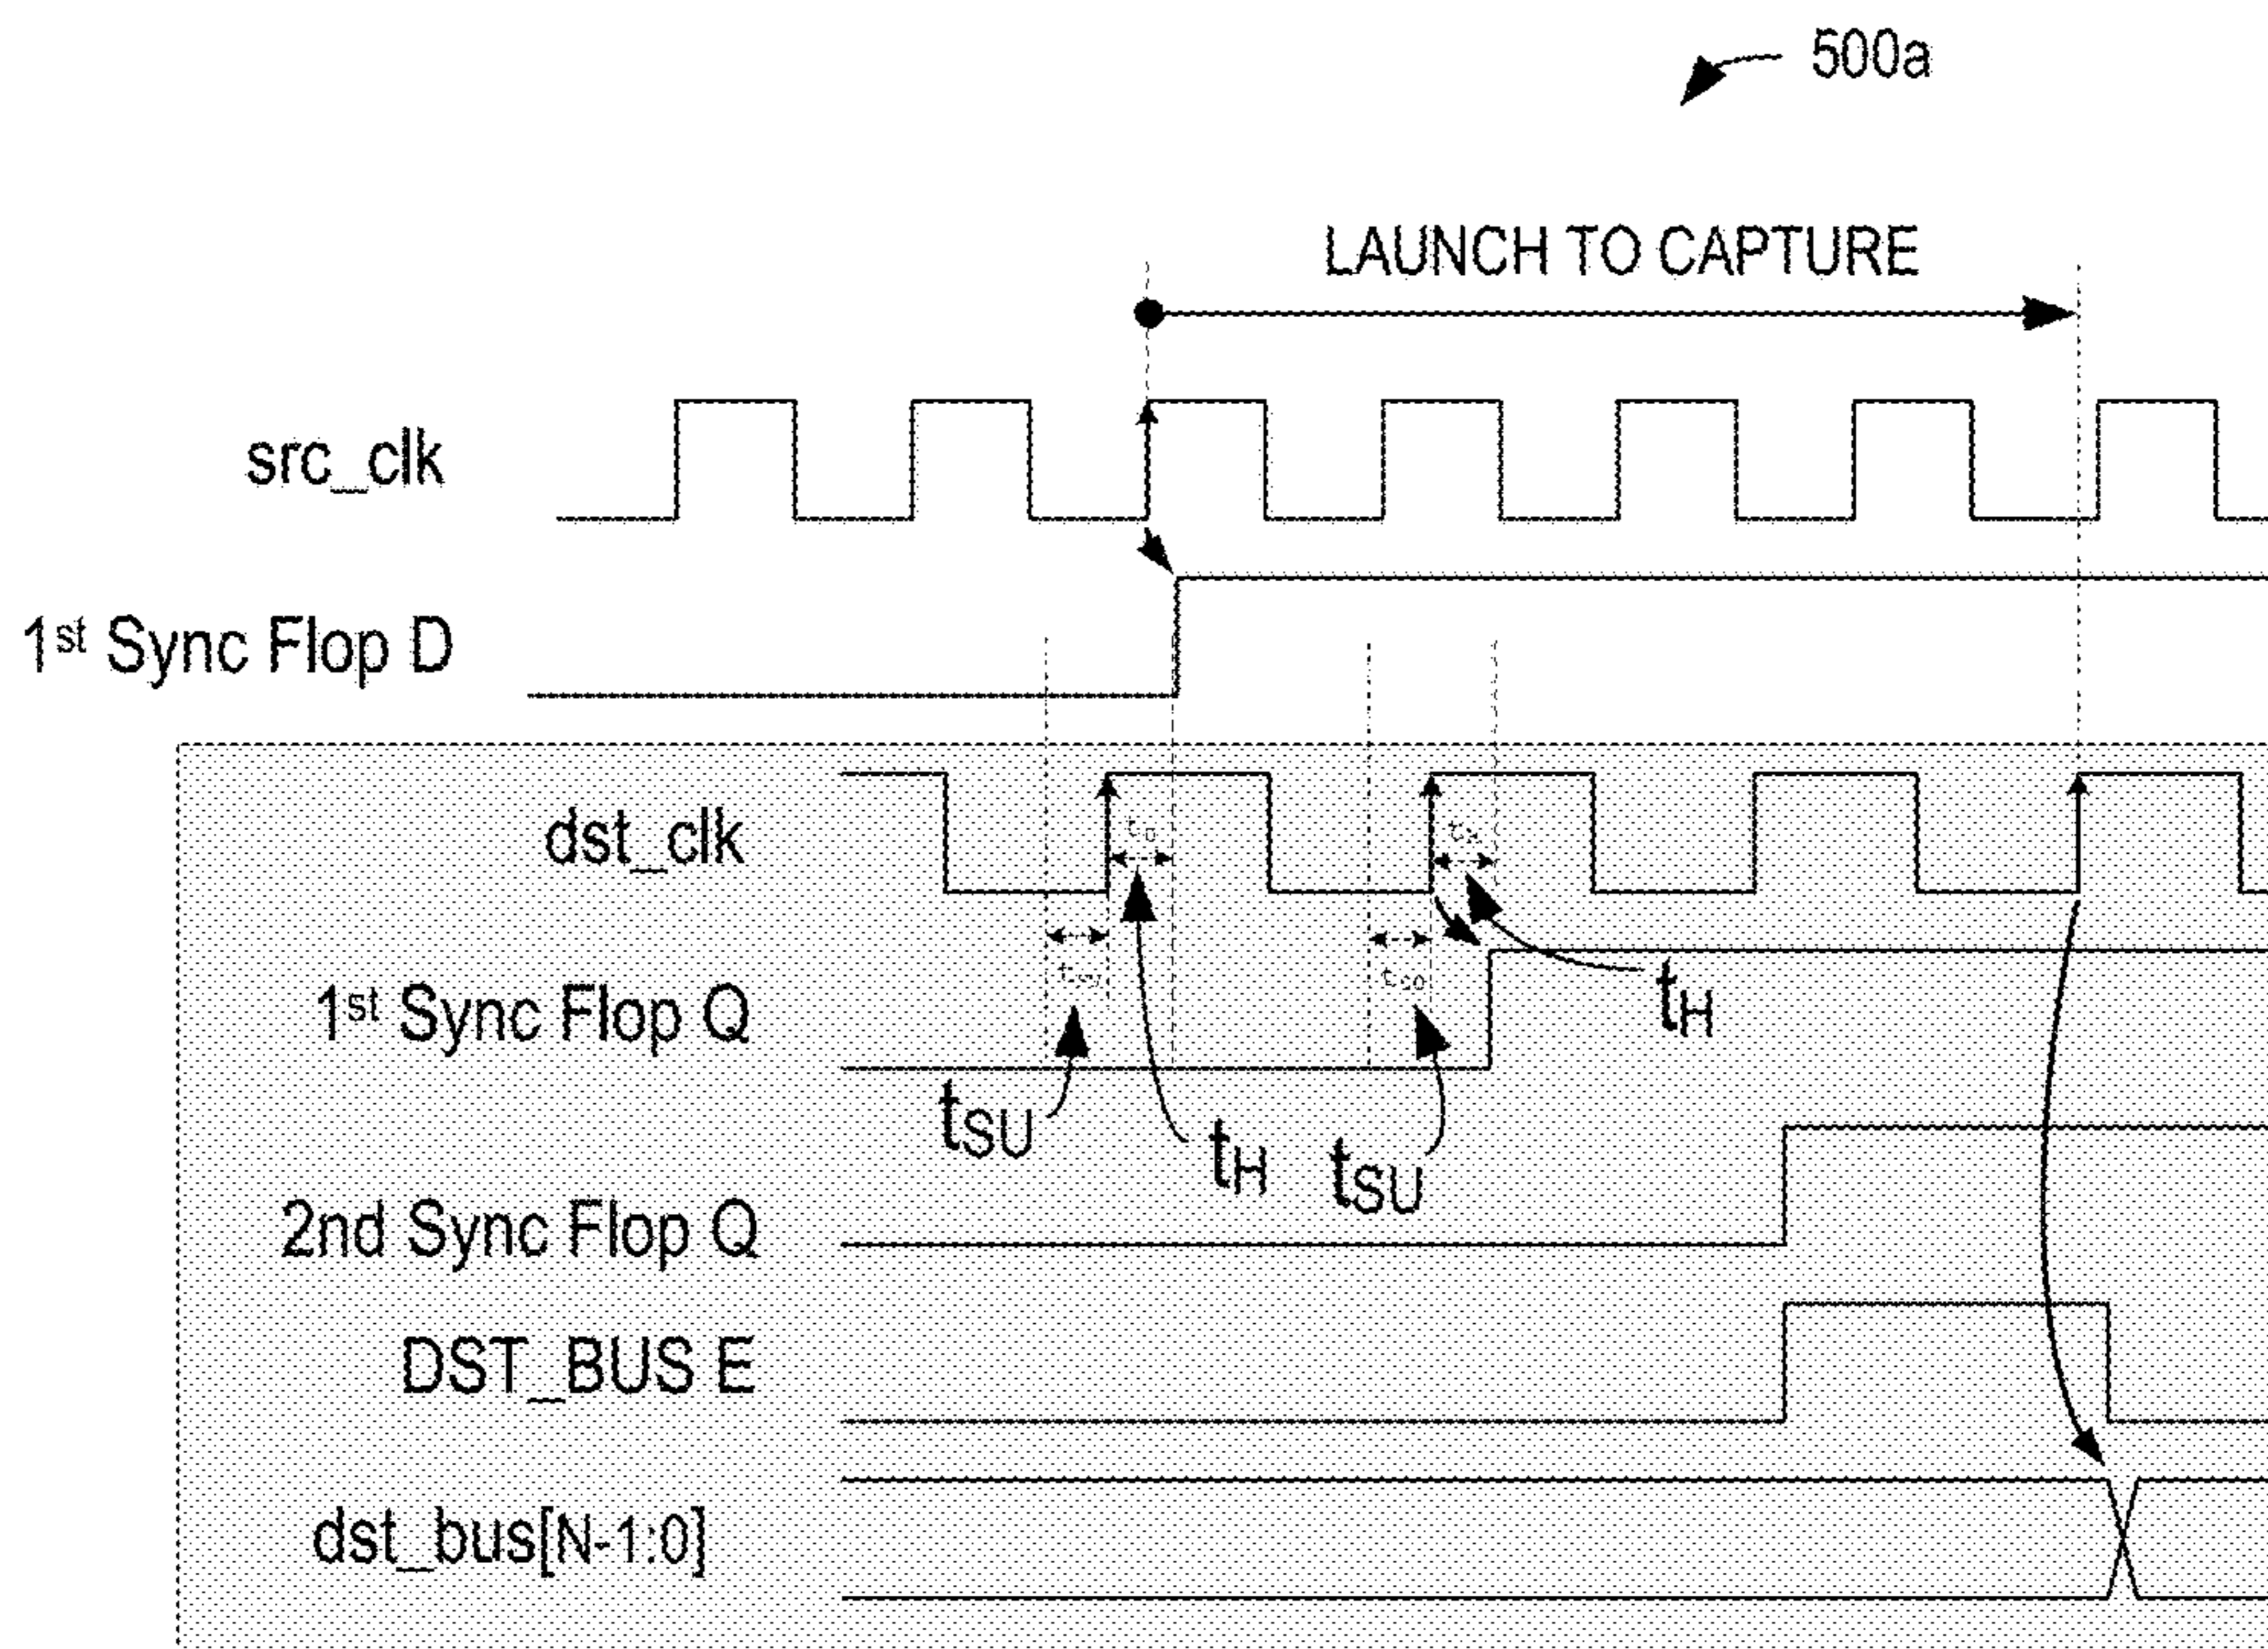 500a
LAUNCH TO CAPTURE
src_clk
1st Sync Flop D
dst_clk
1st Sync Flop Q
tH
tSU
tH
tSU
2nd Sync Flop Q
DST_BUS E
dst_bus[N-1:0]